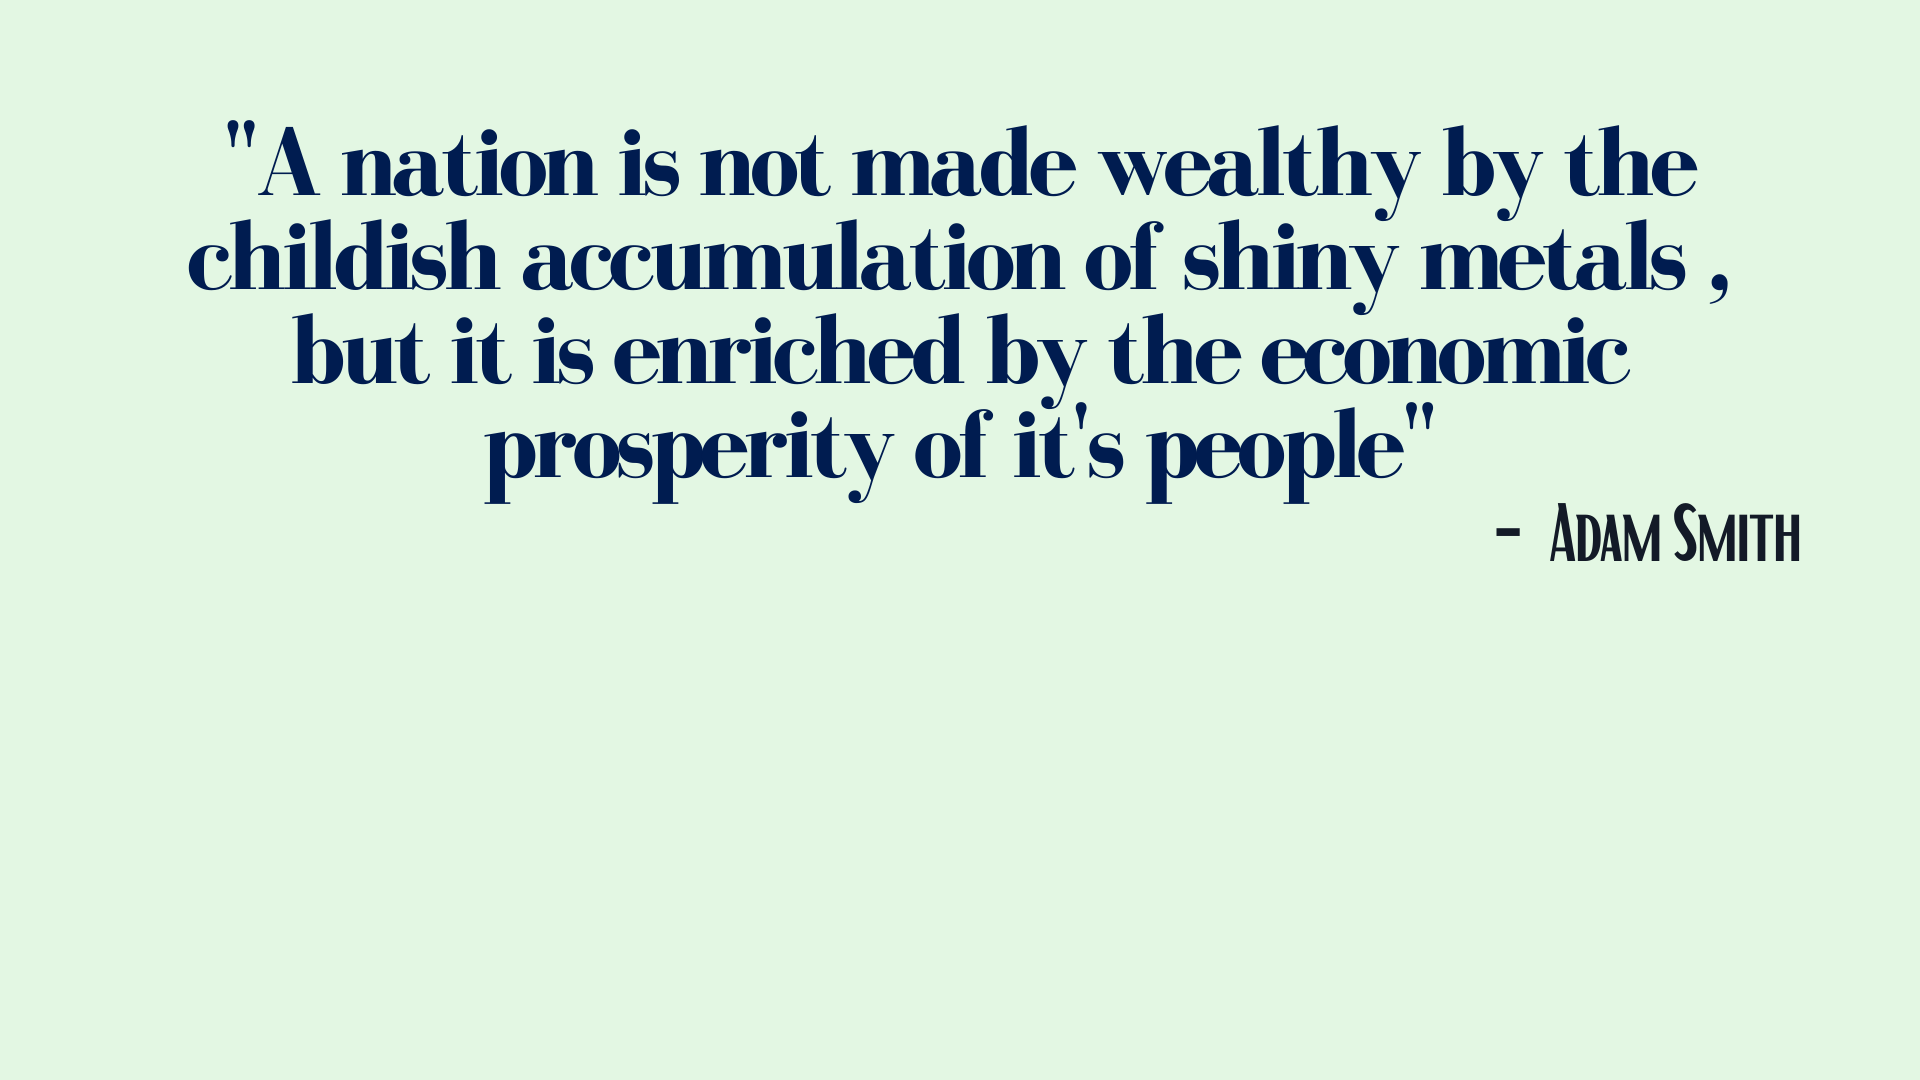 "A nation is not made wealthy by the
childish accumulation of shiny metals ,
but it is enriched by the economic
prosperity of it's people"
- Adam Smith